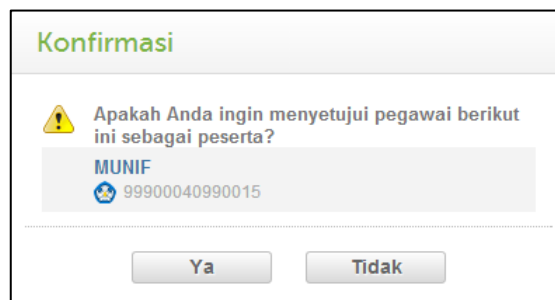 Konfirmasi
Apakah Anda ingin menyetujui pegawai berikut
ini sebagai peserta?
MUNIF
99900040990015
Ya
Tidak